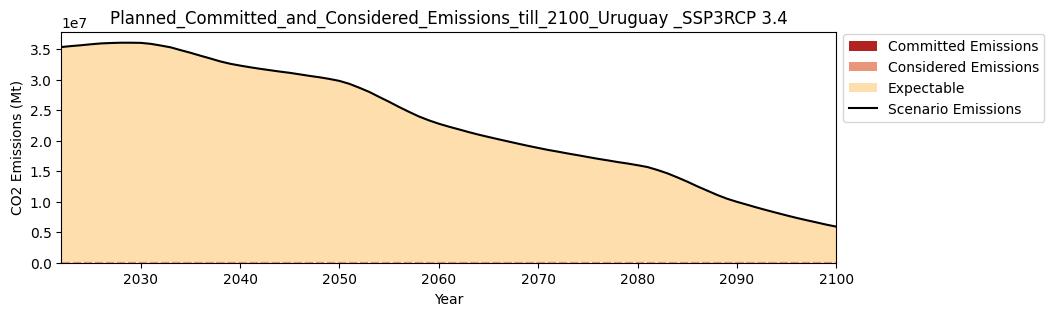 Planned_Committed_and_Considered_Emissions_till_2100_Uruguay _SSP3RCP 3.4
1e7
3.5
3.0
2.5
2.0
1.5
1.0
0.5
0.0
CO2 Emissions (Mt)
2030 2040 2050 2060 2070 2080 2090 2100
Year
Committed Emissions
Considered Emissions
Expectable
Scenario Emissions